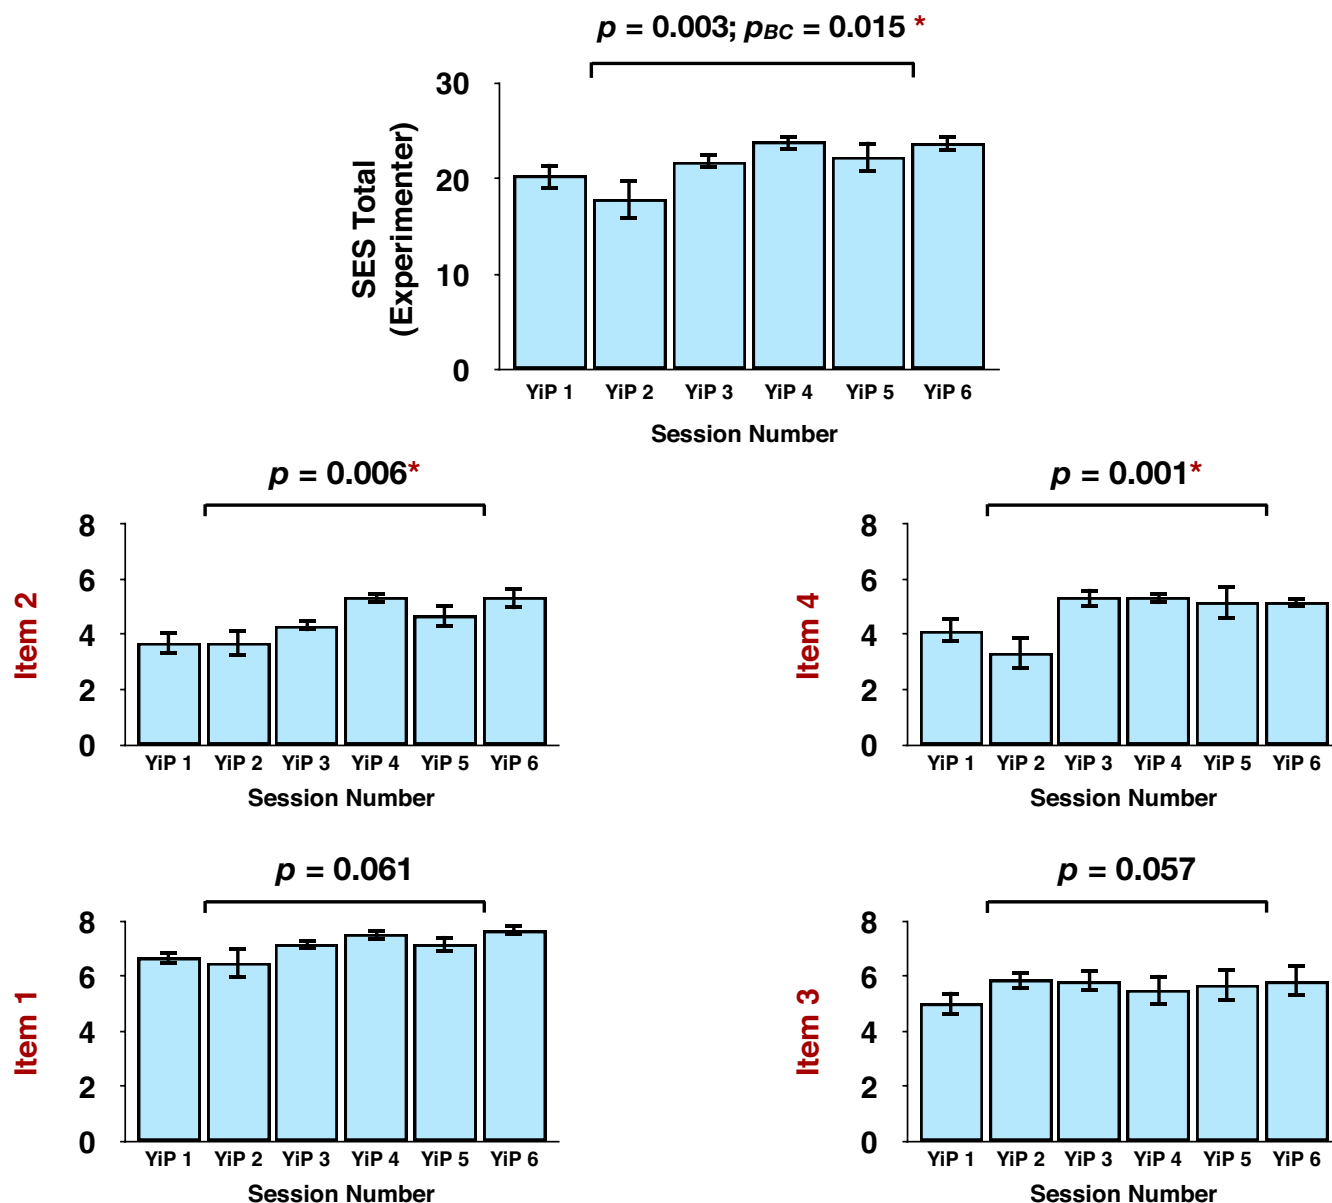 p = 0.003; pBC = 0.015 *
SES Total
(Experimenter)
30
20
10
0
YiP 1 YiP 2 YiP 3 YiP 4 YiP 5 YiP 6
Session Number
p = 0.006*
Item 2
8
6
4
2
0
YiP 1 YiP 2 YiP 3 YiP 4 YiP 5 YiP 6
Session Number
p = 0.001*
Item 4
8
6
4
2
0
YiP 1 YiP 2 YiP 3 YiP 4 YiP 5 YiP 6
Session Number
p = 0.061
Item 1
8
6
4
2
0
YiP 1 YiP 2 YiP 3 YiP 4 YiP 5 YiP 6
Session Number
p = 0.057
Item 3
8
6
4
2
0
YiP 1 YiP 2 YiP 3 YiP 4 YiP 5 YiP 6
Session Number